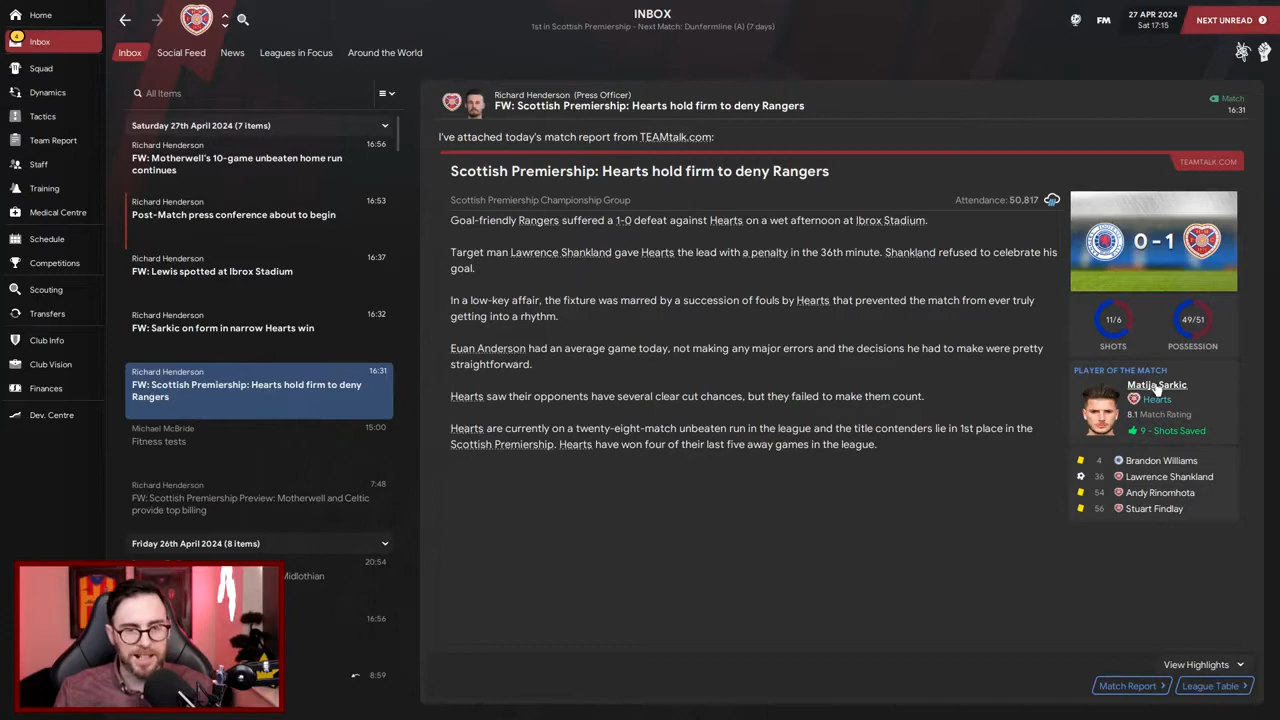 Home
4
Inbox
Squad
Dynamics
Tactics
Team Report
Staff
Training
Medical Centre
Schedule
Competitions
Scouting
Transfers
Club Info
Club Vision
Finances
Dev. Centre
INBOX
1st in Scottish Premiership - Next Match: Dunfermline (A) (7 days)
FM
27 APR 2024
Sat 17:15
NEXT UNREAD
Inbox
Social Feed
News
Leagues in Focus
Around the World
All Items
Saturday 27th April 2024 (7 items)
Richard Henderson 16:56
FW: Motherwell's 10-game unbeaten home run
continues
Richard Henderson 16:53
Post-Match press conference about to begin
Richard Henderson 16:37
FW: Lewis spotted at Ibrox Stadium
Richard Henderson 16:32
FW: Sarkic on form in narrow Hearts win
Richard Henderson 16:31
FW: Scottish Premiership: Hearts hold firm to deny
Rangers
Michael McBride 15:00
Fitness tests
Richard Henderson 7:48
FW: Scottish Premiership Preview: Motherwell and Celtic
provide top billing
Friday 26th April 2024 (8 items)
20:54
Midlothian
16:56
8:59
Richard Henderson (Press Officer)
FW: Scottish Premiership: Hearts hold firm to deny Rangers
Match
16:31
I've attached today's match report from TEAMtalk.com:
TEAMTALK.COM
Scottish Premiership: Hearts hold firm to deny Rangers
Scottish Premiership Championship Group
Attendance: 50,817
Goal-friendly Rangers suffered a 1-0 defeat against Hearts on a wet afternoon at Ibrox Stadium.
Target man Lawrence Shankland gave Hearts the lead with a penalty in the 36th minute. Shankland refused to celebrate his
goal.
In a low-key affair, the fixture was marred by a succession of fouls by Hearts that prevented the match from ever truly
getting into a rhythm.
Euan Anderson had an average game today, not making any major errors and the decisions he had to make were pretty
straightforward.
Hearts saw their opponents have several clear cut chances, but they failed to make them count.
Hearts are currently on a twenty-eight-match unbeaten run in the league and the title contenders lie in 1st place in the
Scottish Premiership. Hearts have won four of their last five away games in the league.
0 - 1
11/6
SHOTS
49/51
POSSESSION
PLAYER OF THE MATCH
Matija Sarkic
Hearts
8.1 Match Rating
9 - Shots Saved
4 Brandon Williams
36 Lawrence Shankland
54 Andy Rinomhota
56 Stuart Findlay
View Highlights
Match Report
League Table